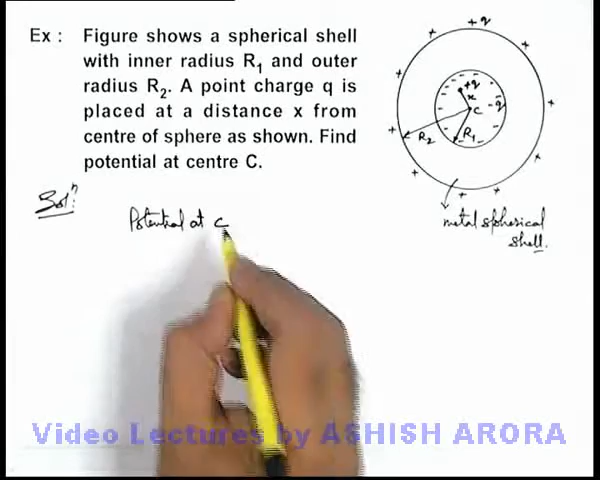 Ex : Figure shows a spherical shell
with inner radius R₁ and outer
radius R₂. A point charge q is
placed at a distance x from
centre of sphere as shown. Find
potential at centre C.
+q
+q
x
C
-q
R₂
R₁
metal spherical
shell.
Solⁿ:
Potential at C
Video Lectures by ASHISH ARORA